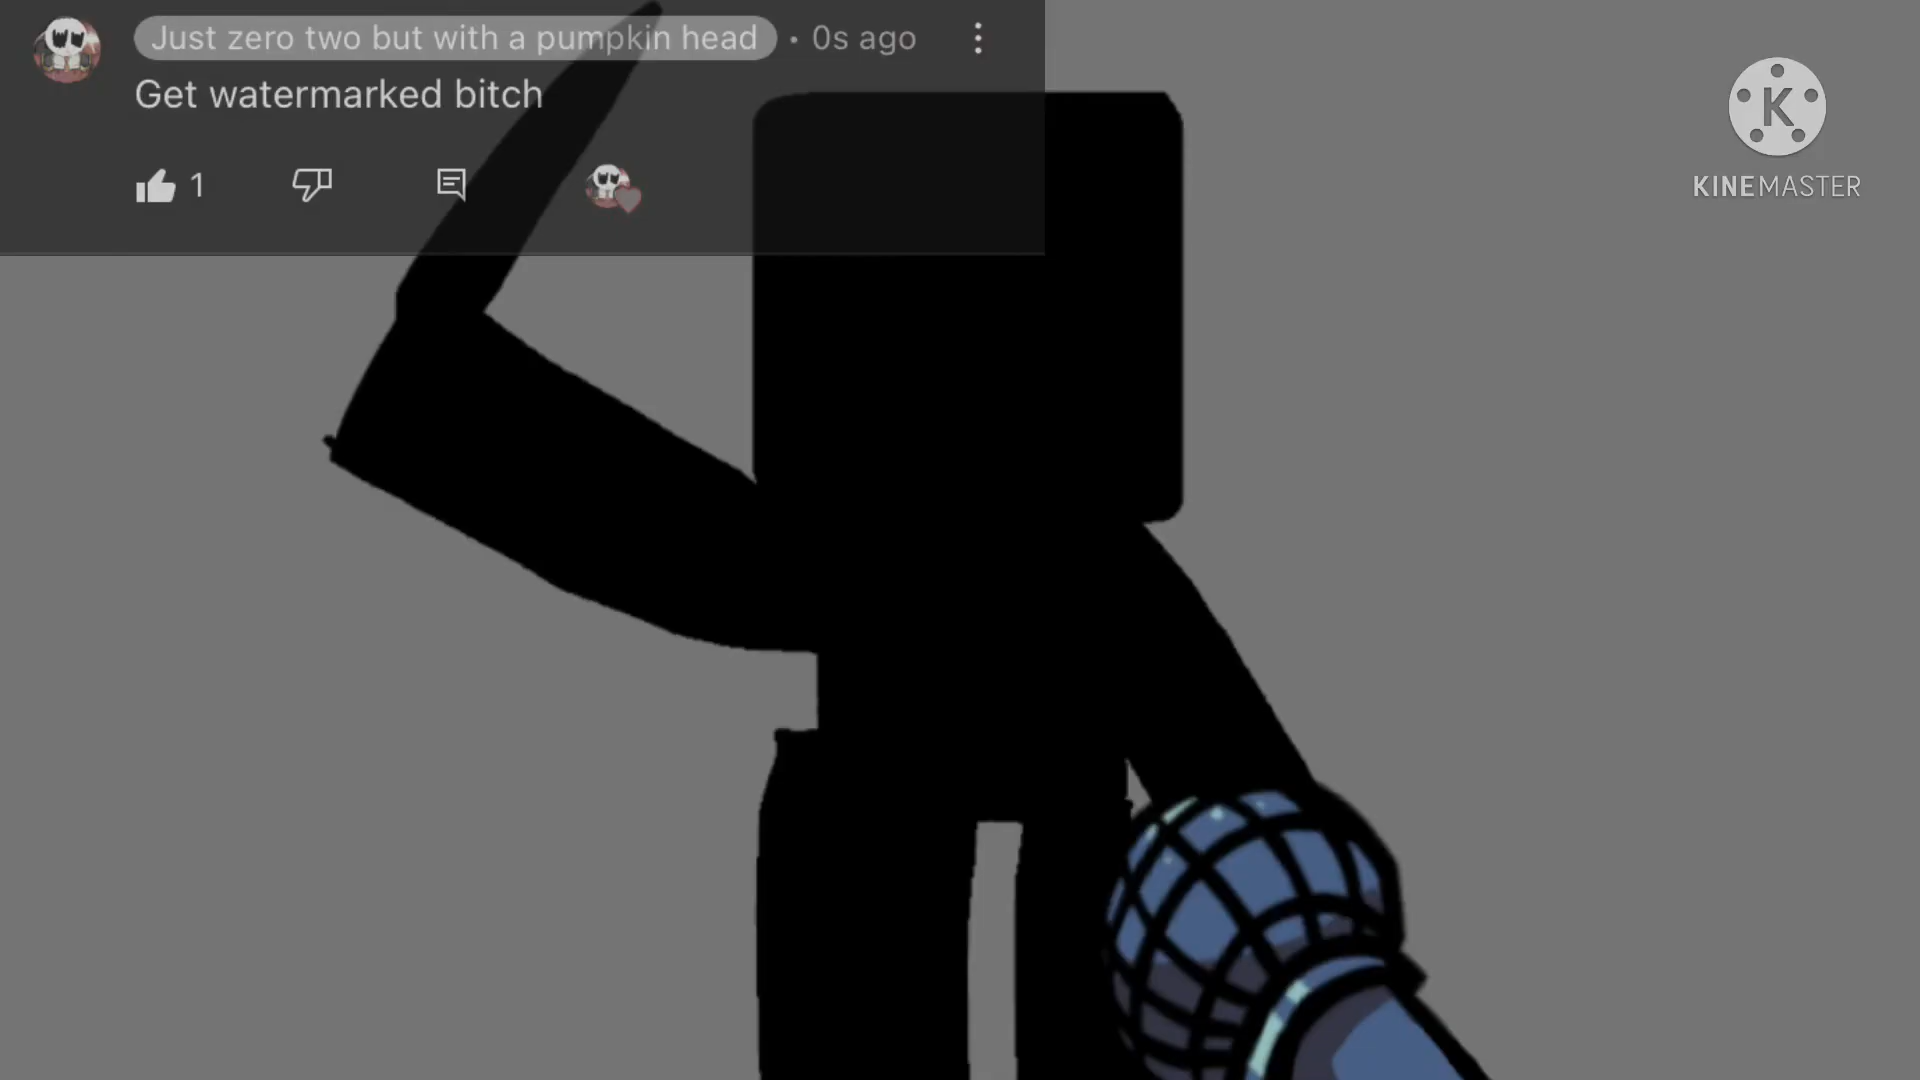 Just zero two but with a pumpkin head • 0s ago
Get watermarked bitch
1
K
KINEMASTER